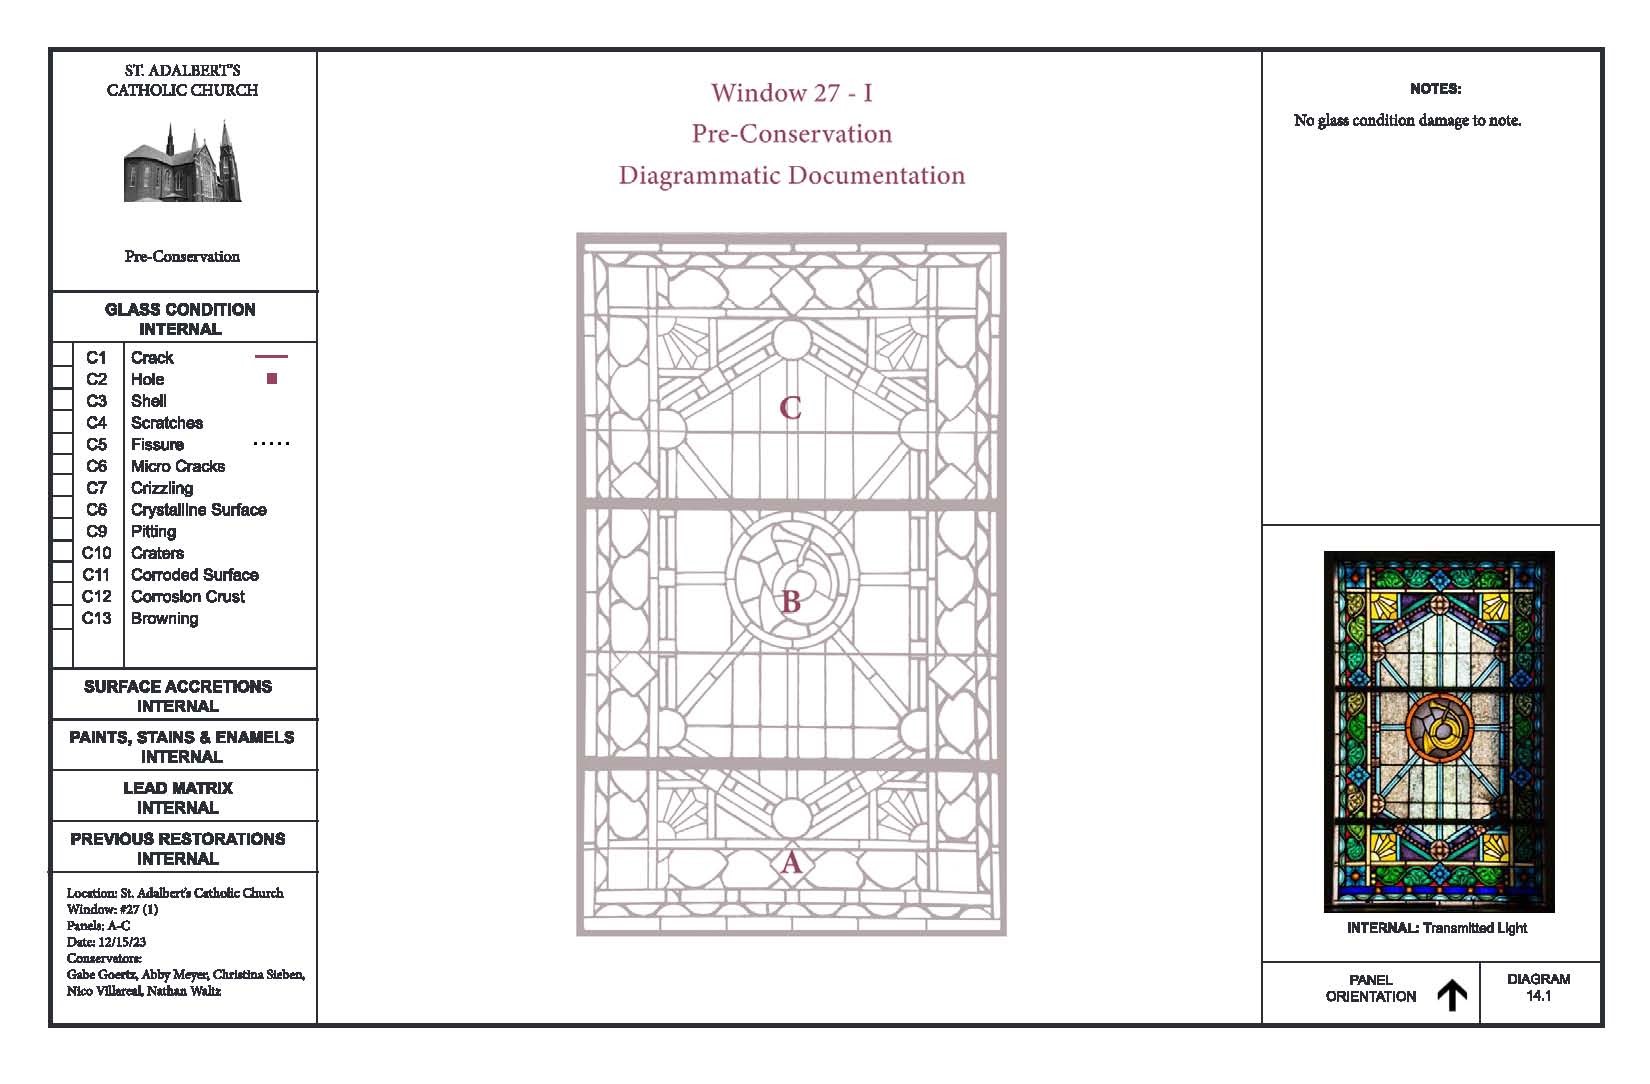 ST. ADALBERT'S
CATHOLIC CHURCH
Pre-Conservation
GLASS CONDITION
INTERNAL
C1 Crack
C2 Hole
C3 Shell
C4 Scratches
C5 Fissure
C6 Micro Cracks
C7 Crizzling
C6 Crystalline Surface
C9 Pitting
C10 Craters
C11 Corroded Surface
C12 Corrosion Crust
C13 Browning
SURFACE ACCRETIONS
INTERNAL
PAINTS, STAINS & ENAMELS
INTERNAL
LEAD MATRIX
INTERNAL
PREVIOUS RESTORATIONS
INTERNAL
Location: St. Adalbert's Catholic Church
Window: #27 (1)
Panels: A-C
Date: 12/15/23
Conservators:
Gabe Goertz, Abby Meyer, Christina Sieben,
Nico Villareal, Nathan Waltz
Window 27 - I
Pre-Conservation
Diagrammatic Documentation
C
B
A
NOTES:
No glass condition damage to note.
INTERNAL: Transmitted Light
PANEL
ORIENTATION
DIAGRAM
14.1